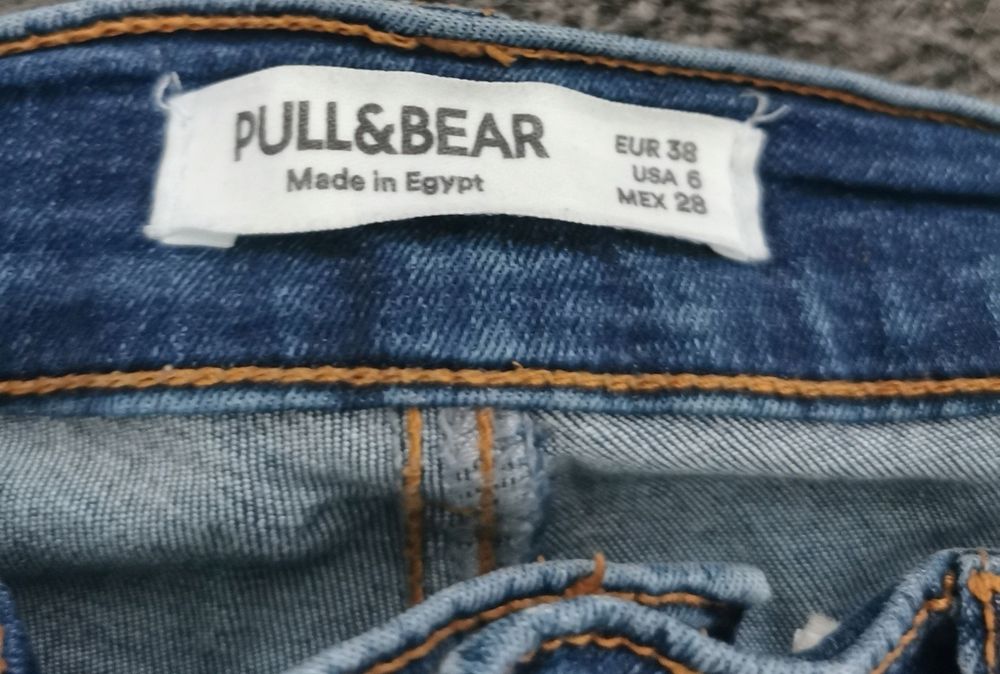 PULL&BEAR
Made in Egypt
EUR 38
USA 6
MEX 28